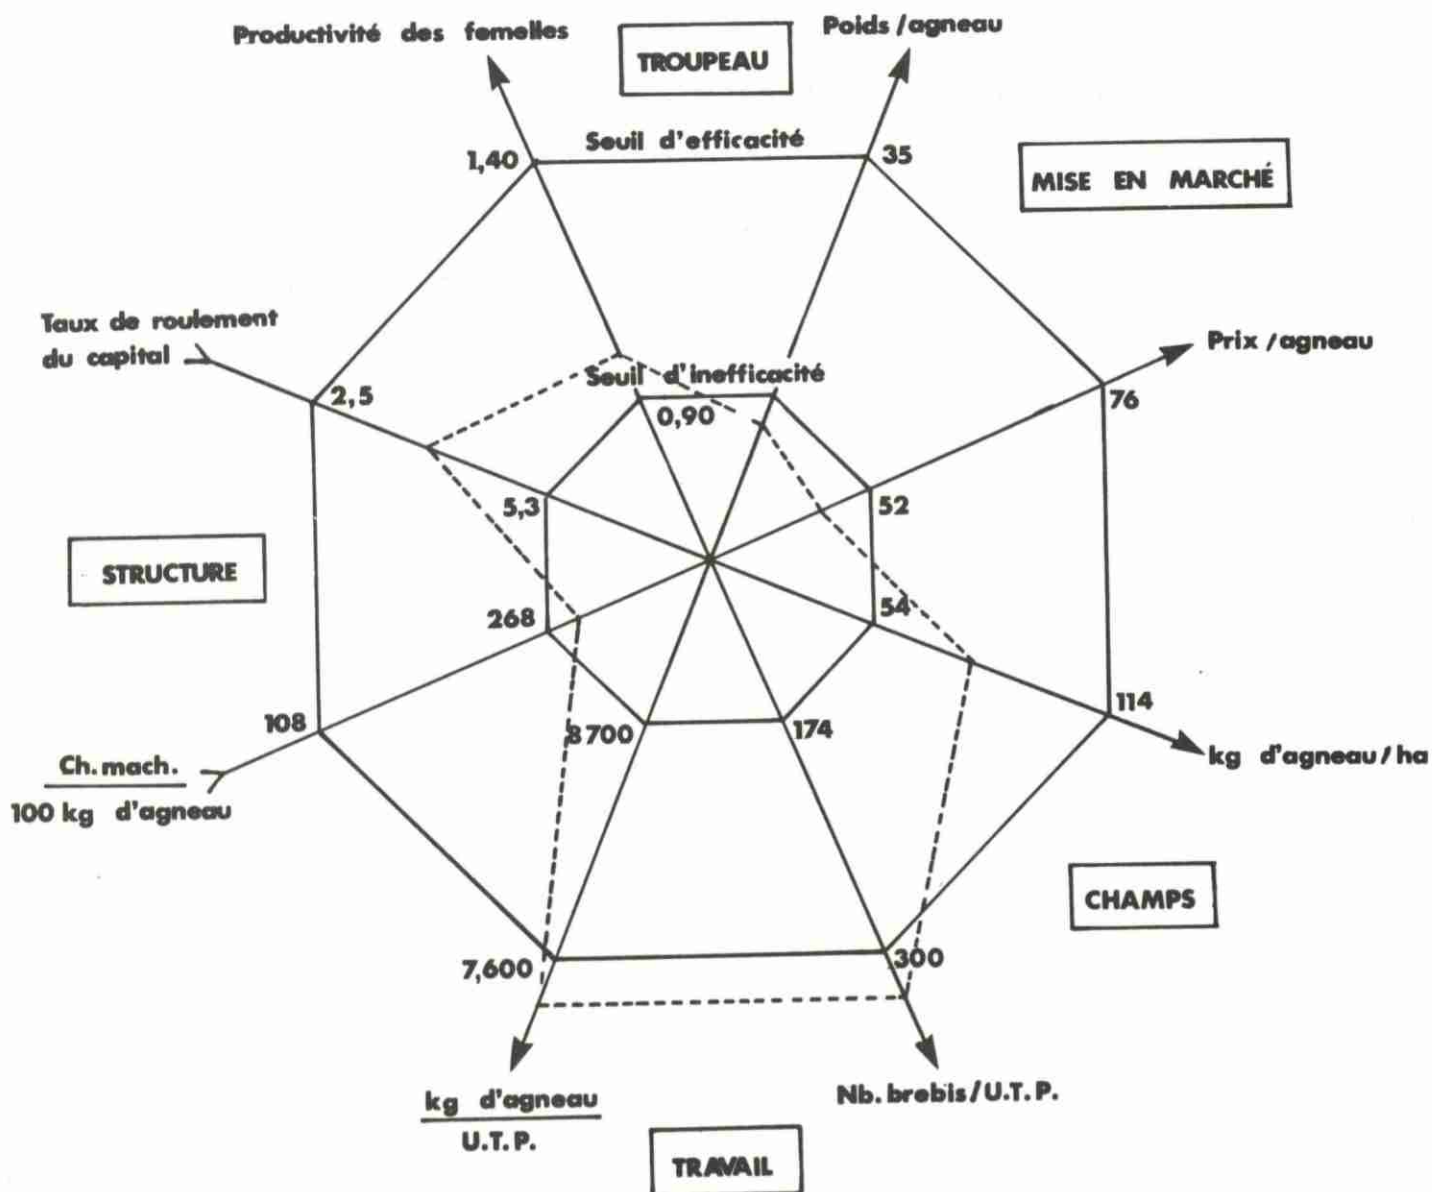 Productivité des femelles
TROUPEAU
Poids/agneau
Seuil d'efficacité
1,40
35
MISE EN MARCHÉ
Taux de roulement
du capital
Prix/agneau
2,5
76
Seuil d'inefficacité
0,90
5,3
52
STRUCTURE
268
54
108
114
8700
174
Ch. mach.
100 kg d'agneau
kg d'agneau/ha
CHAMPS
7,600
300
kg d'agneau
U.T.P.
Nb. brebis/U.T.P.
TRAVAIL